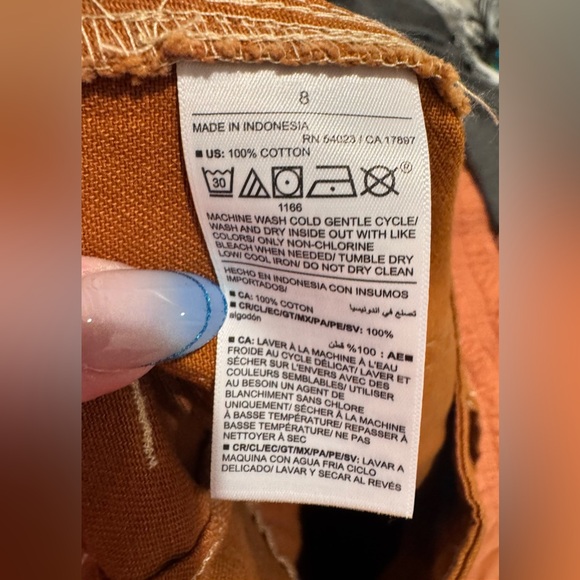 8
MADE IN INDONESIA
RN 54023 / CA 17897
■ US: 100% COTTON
30
®
1166
MACHINE WASH COLD GENTLE CYCLE/
WASH AND DRY INSIDE OUT WITH LIKE
COLORS/ ONLY NON-CHLORINE
BLEACH WHEN NEEDED/ TUMBLE DRY
LOW/ COOL IRON/ DO NOT DRY CLEAN
HECHO EN INDONESIA CON INSUMOS
IMPORTADOS/
■ CA: 100% COTON
تصنع في اندونيسيا
■ CR/CL/EC/GT/MX/PA/PE/SV: 100%
algodón
■ AE : 100% قطن
■ CA: LAVER À LA MACHINE À L'EAU
FROIDE AU CYCLE DÉLICAT/ LAVER ET
SÉCHER SUR L'ENVERS AVEC DES
COULEURS SEMBLABLES/ UTILISER
AU BESOIN UN AGENT DE
BLANCHIMENT SANS CHLORE
UNIQUEMENT/ SÉCHER À LA MACHINE
À BASSE TEMPÉRATURE/ REPASSER À
BASSE TEMPÉRATURE/ NE PAS
NETTOYER À SEC
■ CR/CL/EC/GT/MX/PA/PE/SV: LAVAR A
MAQUINA CON AGUA FRIA CICLO
DELICADO/ LAVAR Y SECAR AL REVÉS